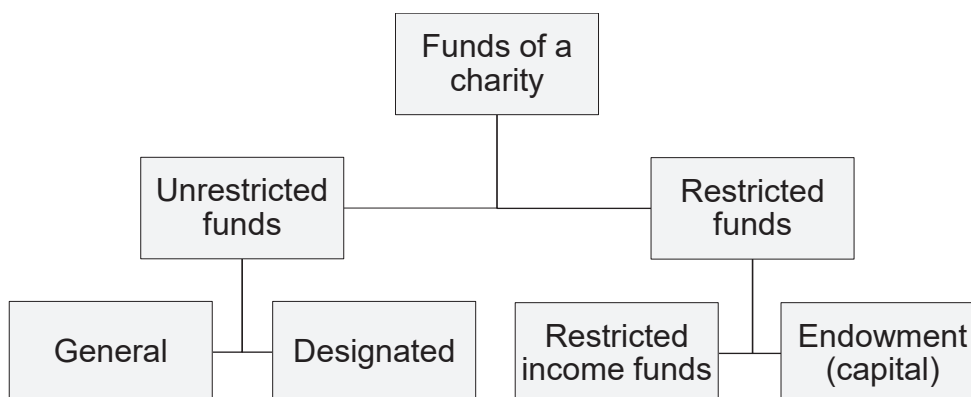 Funds of a
charity
Unrestricted
funds
Restricted
funds
General
Designated
Restricted
income funds
Endowment
(capital)